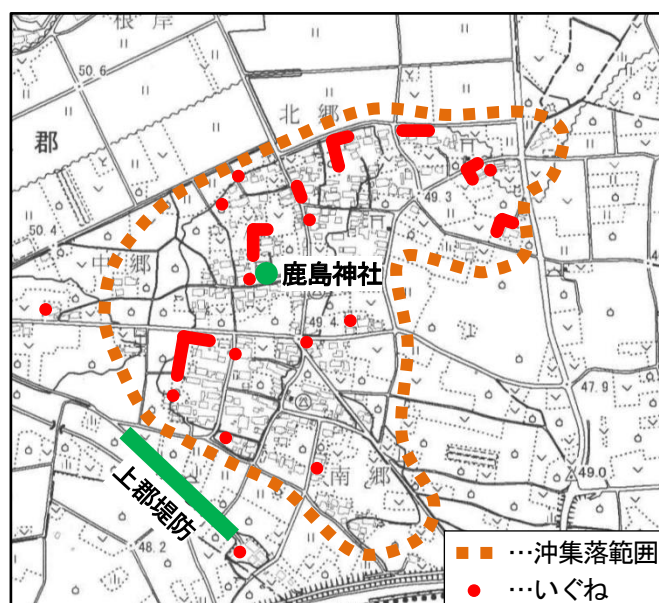 根岸
50.6
北郷
郡
49.3
50.4
中郷
鹿島神社
49.4
47.9
南郷
49.0
上郡堤防
48.2
…沖集落範囲
…いぐね